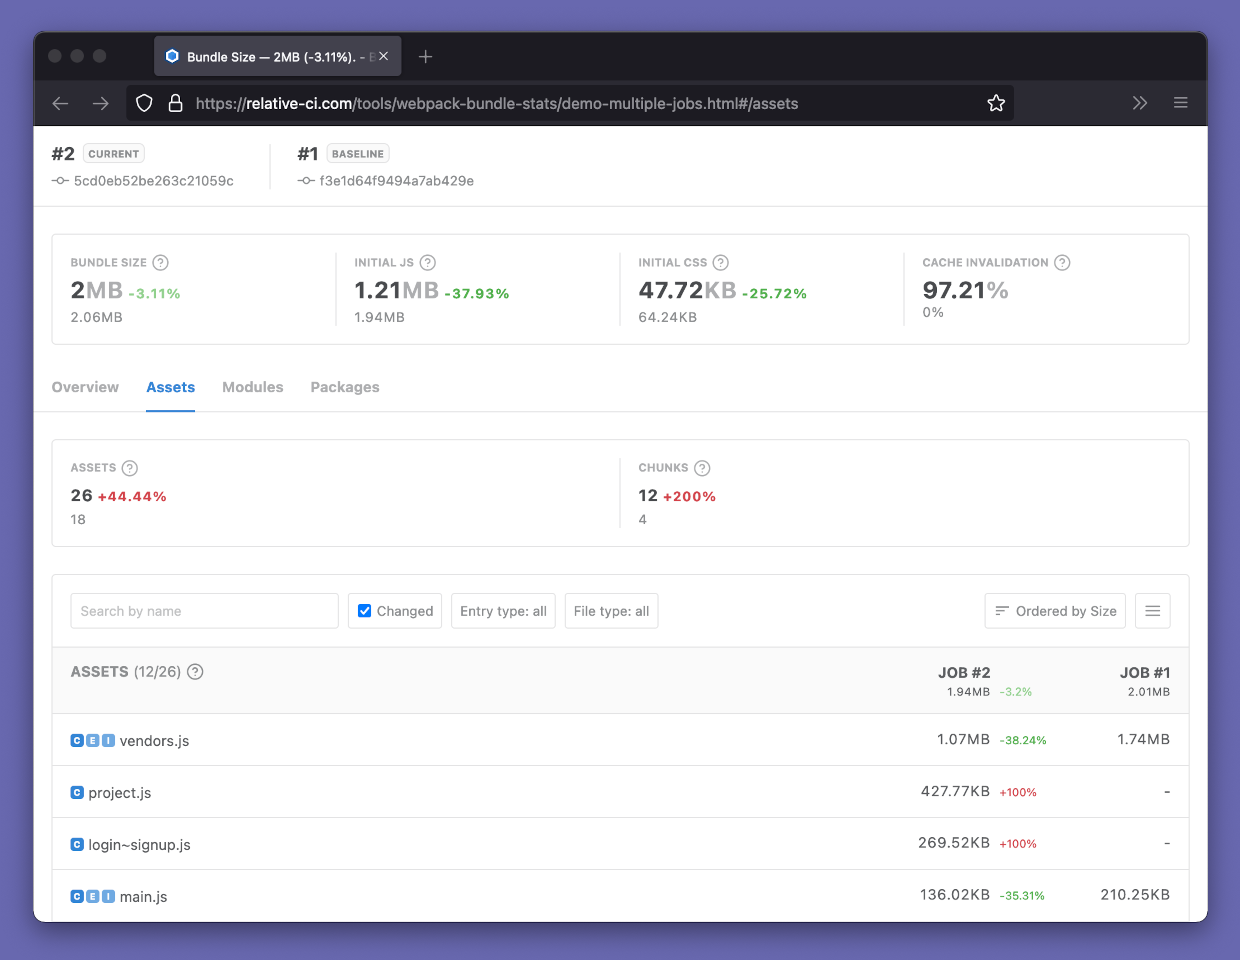 Bundle Size — 2MB (-3.11%). - B
https://relative-ci.com/tools/webpack-bundle-stats/demo-multiple-jobs.html#/assets
#2 CURRENT
5cd0eb52be263c21059c
#1 BASELINE
f3e1d64f9494a7ab429e
BUNDLE SIZE ?
2MB -3.11%
2.06MB
INITIAL JS ?
1.21MB -37.93%
1.94MB
INITIAL CSS ?
47.72KB -25.72%
64.24KB
CACHE INVALIDATION ?
97.21%
0%
Overview Assets Modules Packages
ASSETS ?
26 +44.44%
18
CHUNKS ?
12 +200%
4
Search by name Changed Entry type: all File type: all Ordered by Size
ASSETS (12/26) ? JOB #2 JOB #1
1.94MB -3.2% 2.01MB
C E I vendors.js 1.07MB -38.24% 1.74MB
C project.js 427.77KB +100% -
C login~signup.js 269.52KB +100% -
C E I main.js 136.02KB -35.31% 210.25KB